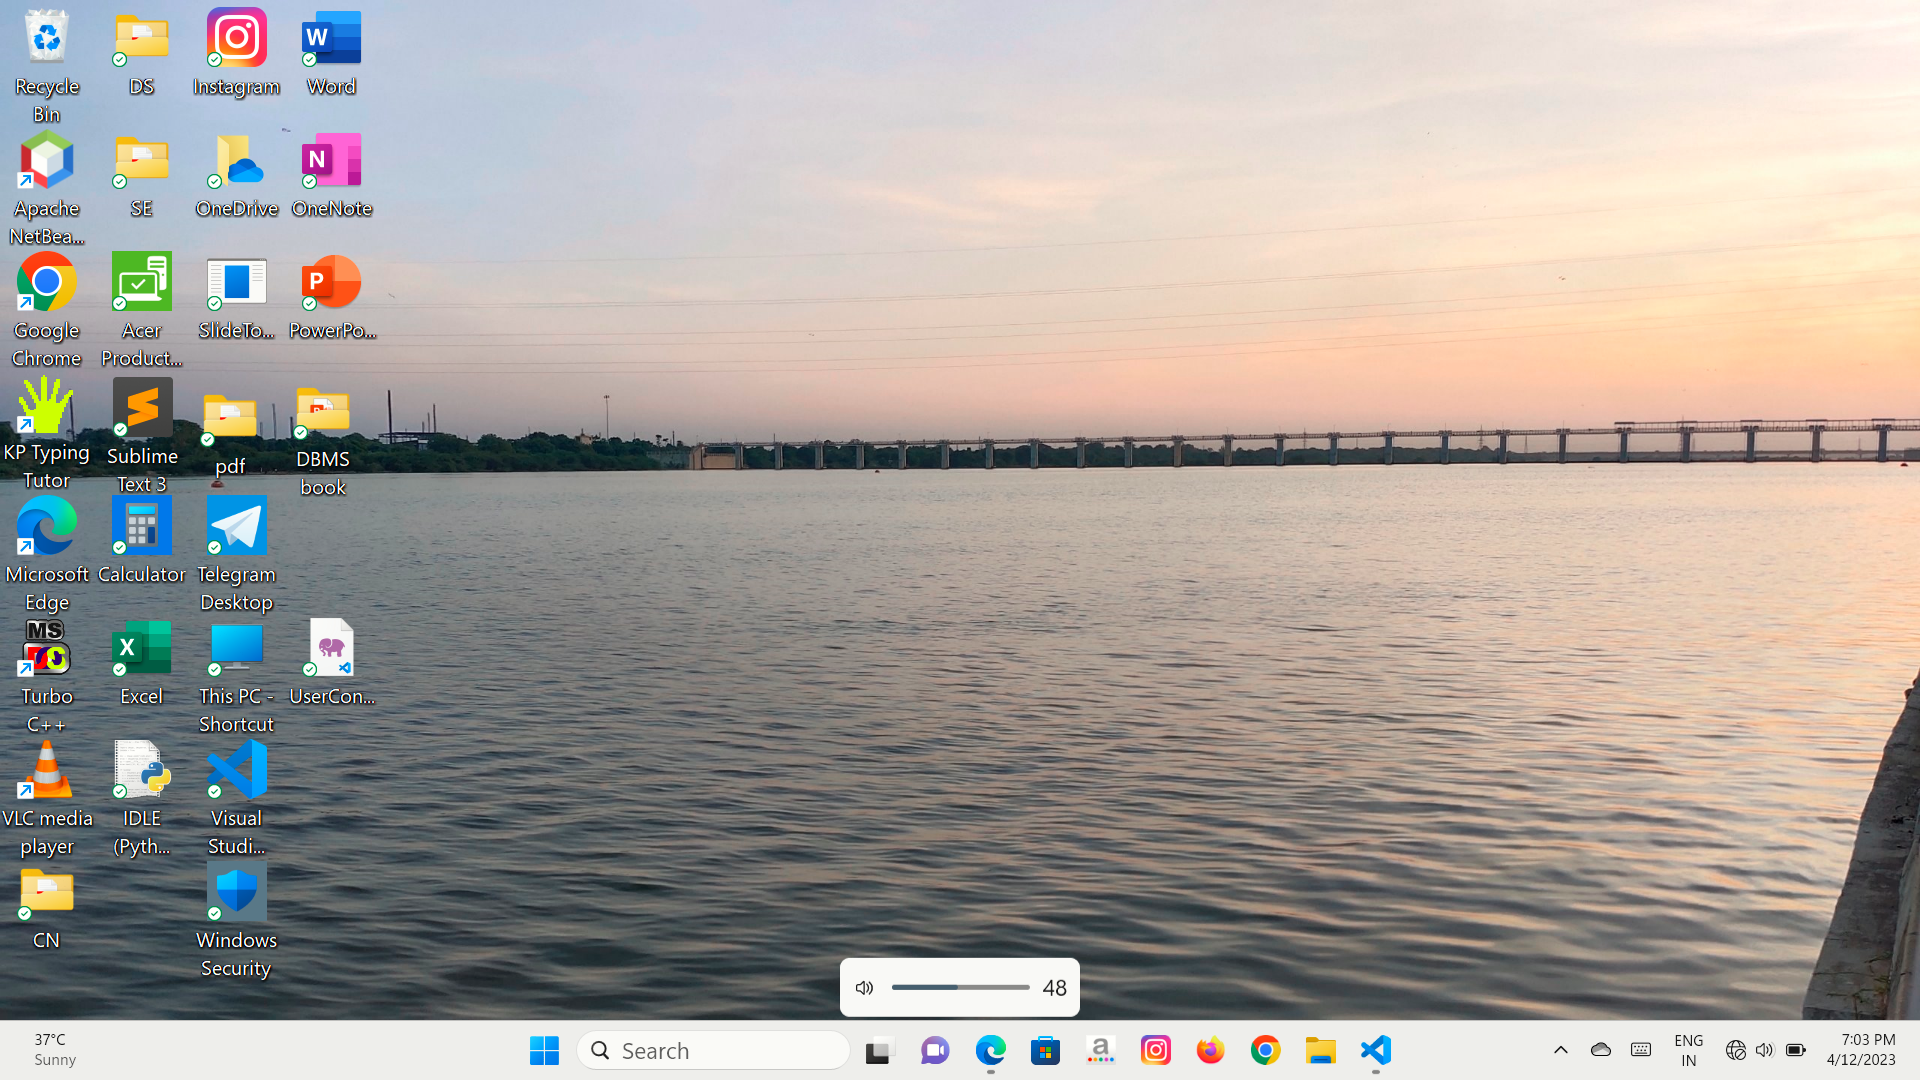 Recycle
Bin
DS
Instagram
W
Word
Apache
NetBea...
SE
OneDrive
N
OneNote
Google
Chrome
Acer
Product...
SlideTo...
P
PowerPo...
KP Typing
Tutor
Sublime
Text 3
pdf
DBMS
book
Microsoft
Edge
Calculator
Telegram
Desktop
MS
Turbo
C++
X
Excel
This PC -
Shortcut
UserCon...
VLC media
player
IDLE
(Pyth...
Visual
Studi...
CN
Windows
Security
48
37°C
Sunny
Search
a
ENG
IN
7:03 PM
4/12/2023